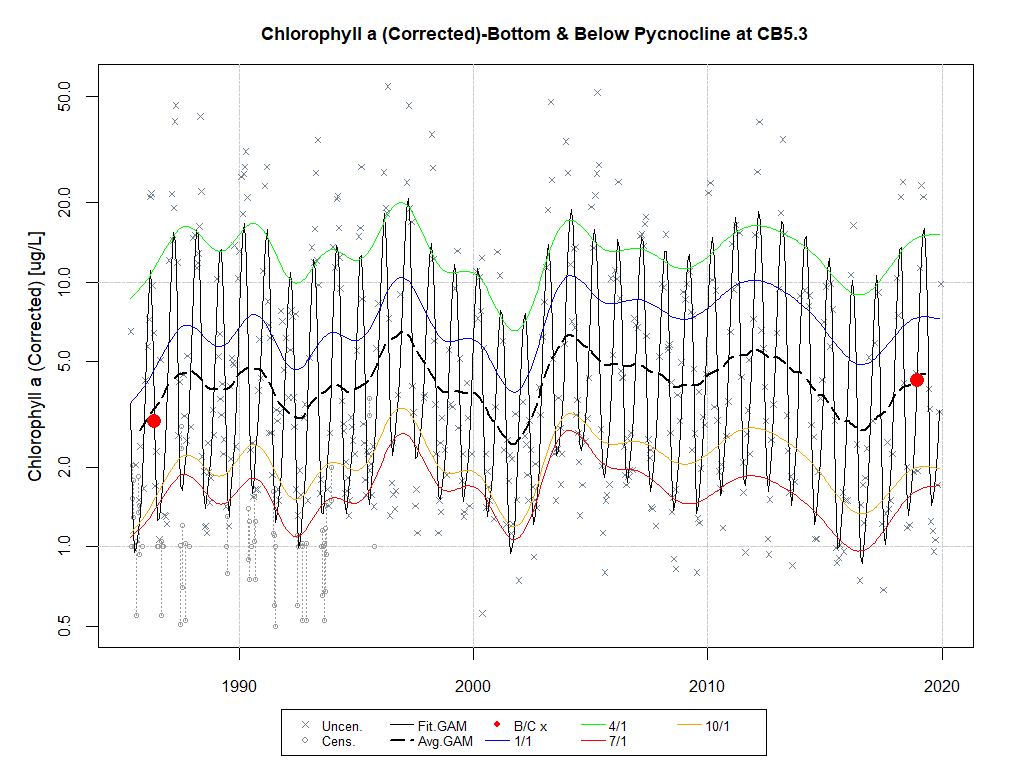 Chlorophyll a (Corrected)-Bottom & Below Pycnocline at CB5.3
Chlorophyll a (Corrected) [ug/L]
50.0
20.0
10.0
5.0
2.0
1.0
0.5
1990 2000 2010 2020
Uncen. Fit.GAM B/C x 4/1 10/1
Cens. Avg.GAM 1/1 7/1